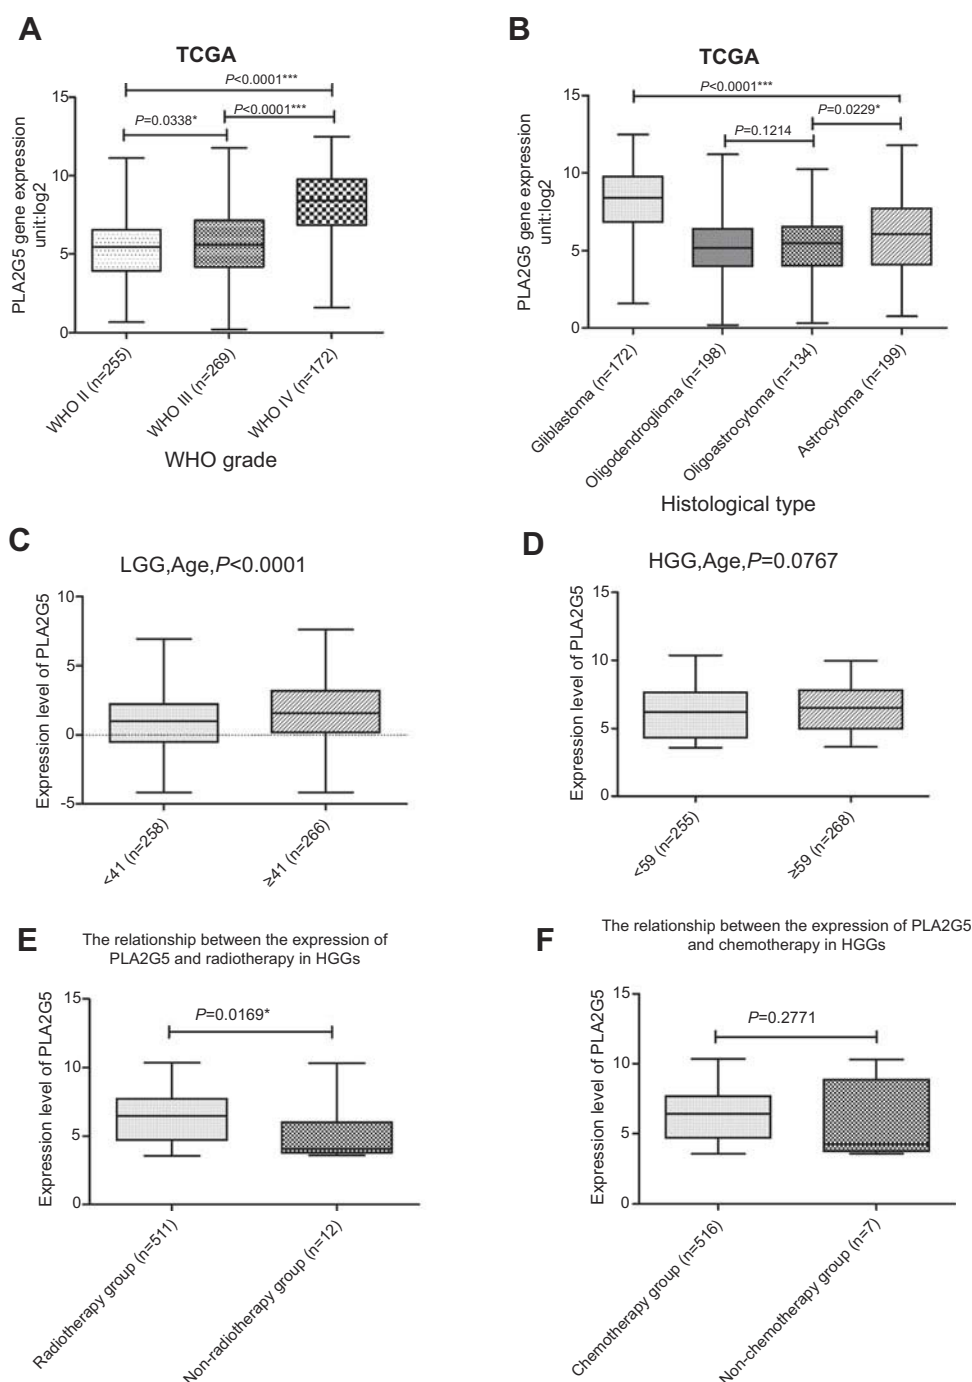 A
TCGA
P<0.0001***
P<0.0001***
P=0.0338*
PLA2G5 gene expression
unit:log2
15
10
5
0
WHO II (n=255)
WHO III (n=269)
WHO IV (n=172)
WHO grade
B
TCGA
P<0.0001***
P=0.0229*
P=0.1214
PLA2G5 gene expression
unit:log2
15
10
5
0
Gliblastoma (n=172)
Oligodendroglioma (n=198)
Oligoastrocytoma (n=134)
Astrocytoma (n=199)
Histological type
C
LGG,Age,P<0.0001
Expression level of PLA2G5
10
5
0
-5
<41 (n=258)
≥41 (n=266)
D
HGG,Age,P=0.0767
Expression level of PLA2G5
15
10
5
0
<59 (n=255)
≥59 (n=268)
E
The relationship between the expression of
PLA2G5 and radiotherapy in HGGs
P=0.0169*
Expression level of PLA2G5
15
10
5
0
Radiotherapy group (n=511)
Non-radiotherapy group (n=12)
F
The relationship between the expression of PLA2G5
and chemotherapy in HGGs
P=0.2771
Expression level of PLA2G5
15
10
5
0
Chemotherapy group (n=516)
Non-chemotherapy group (n=7)